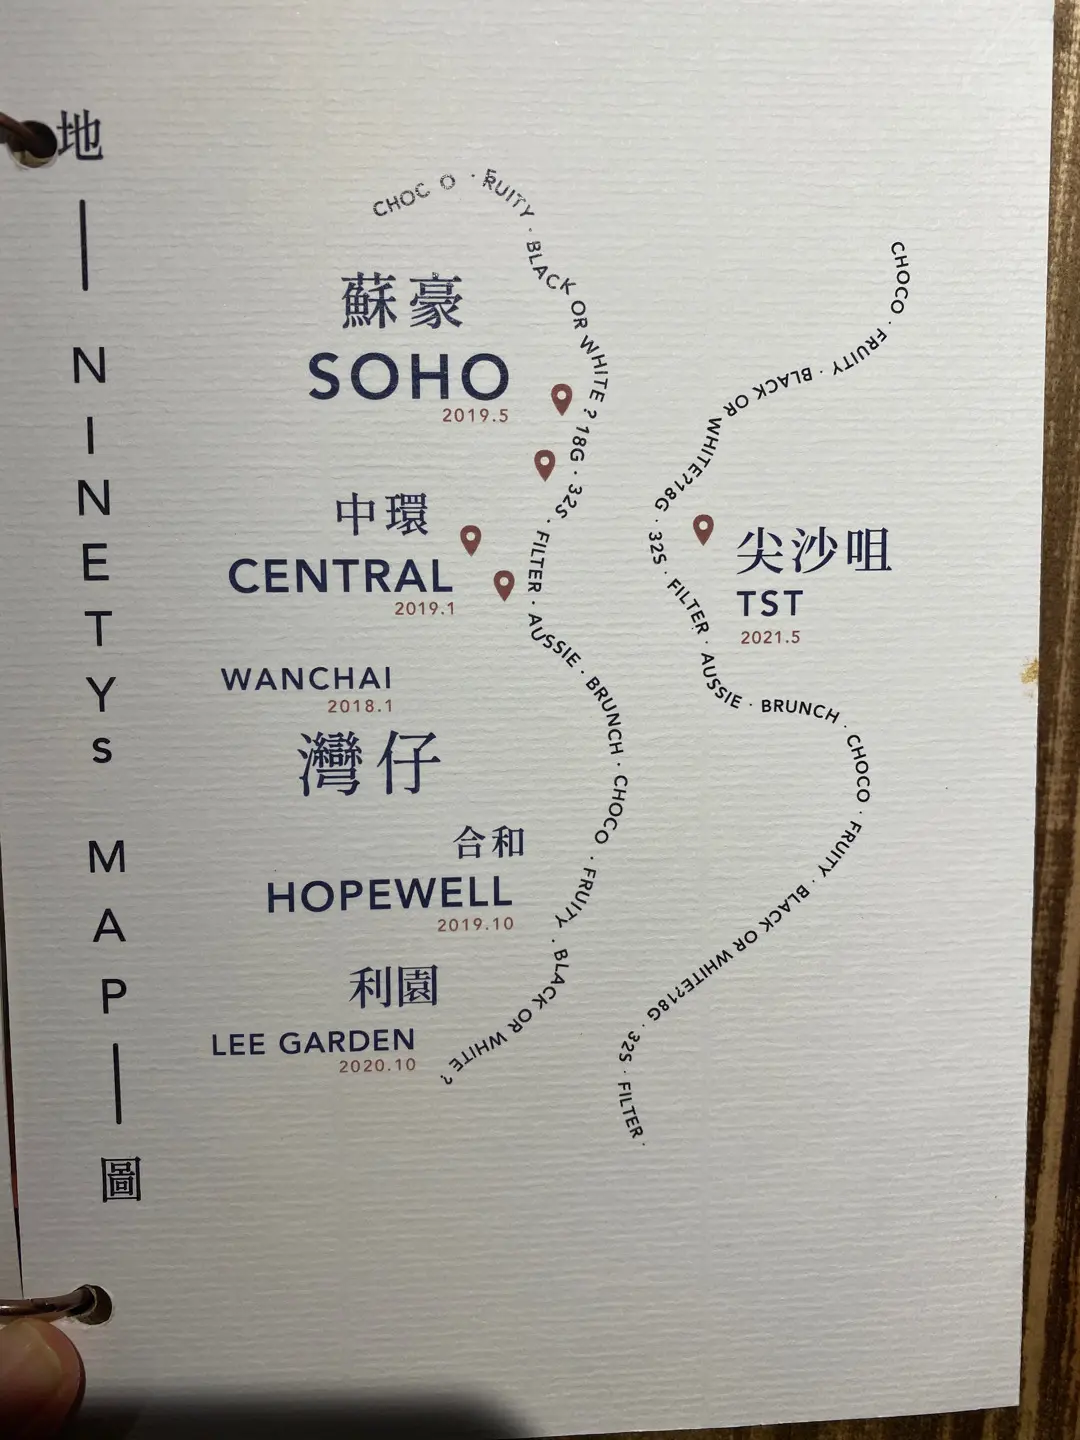 地 — NINETYs MAP — 圖
CHOCO · FRUITY · BLACK OR WHITE ? 18G · 32S · FILTER · AUSSIE · BRUNCH · CHOCO · FRUITY · BLACK OR WHITE ?
蘇豪
SOHO
2019.5
中環
CENTRAL
2019.1
WANCHAI
2018.1
灣仔
合和
HOPEWELL
2019.10
利園
LEE GARDEN
2020.10
CHOCO · FRUITY · BLACK OR WHITE?18G · 32S · FILTER · AUSSIE · BRUNCH · CHOCO · FRUITY · BLACK OR WHITE?18G · 32S · FILTER ·
尖沙咀
TST
2021.5